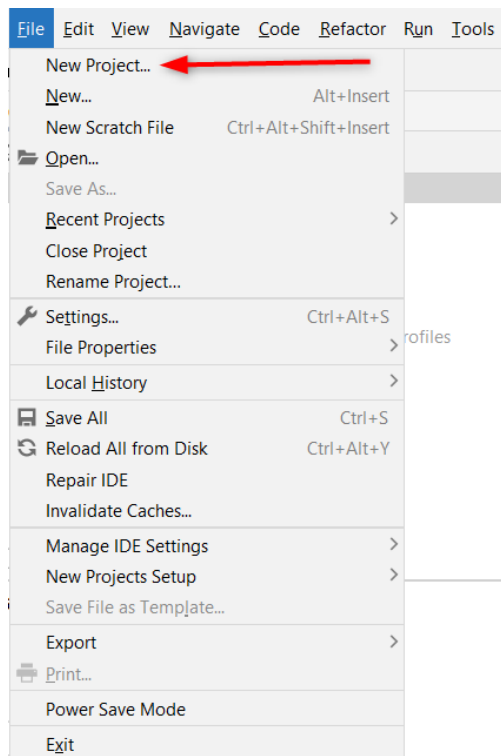 File Edit View Navigate Code Refactor Run Tools
New Project...
New... Alt+Insert
New Scratch File Ctrl+Alt+Shift+Insert
Open...
Save As...
Recent Projects
Close Project
Rename Project...
Settings... Ctrl+Alt+S
File Properties
rofiles
Local History
Save All Ctrl+S
Reload All from Disk Ctrl+Alt+Y
Repair IDE
Invalidate Caches...
Manage IDE Settings
New Projects Setup
Save File as Template...
Export
Print...
Power Save Mode
Exit